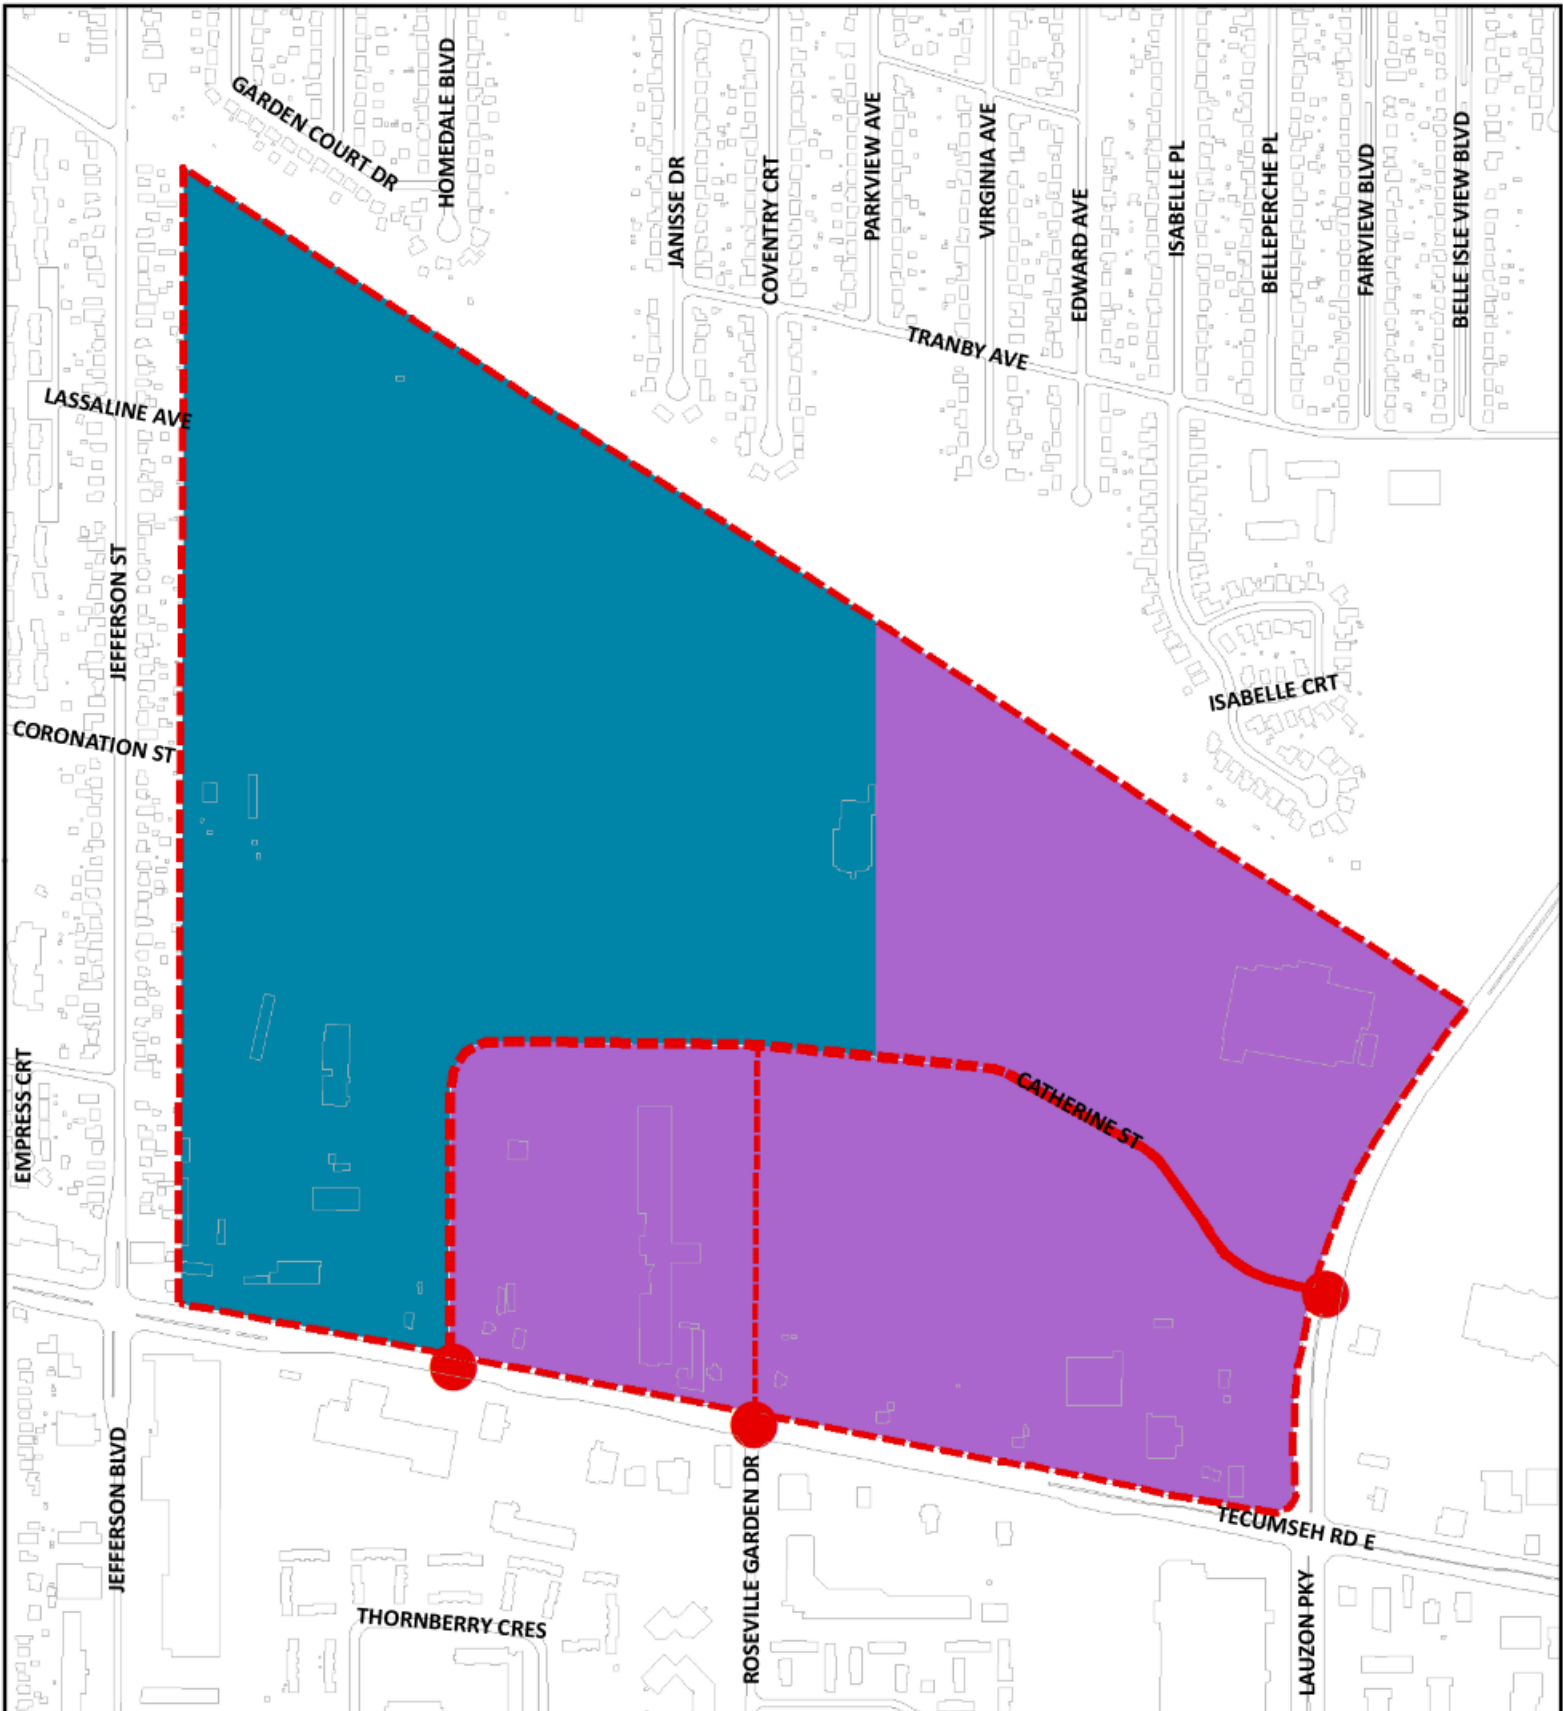 GARDEN COURT DR
HOMEDALE BLVD
JANISSE DR
COVENTRY CRT
PARKVIEW AVE
VIRGINIA AVE
EDWARD AVE
ISABELLE PL
BELLEPERCHE PL
FAIRVIEW BLVD
BELLE ISLE VIEW BLVD
TRANBY AVE
LASSALINE AVE
JEFFERSON ST
ISABELLE CRT
CORONATION ST
EMPRESS CRT
CATHERINE ST
JEFFERSON BLVD
ROSEVILLE GARDEN DR
TECUMSEH RD E
THORNBERRY CRES
LAUZON PKY